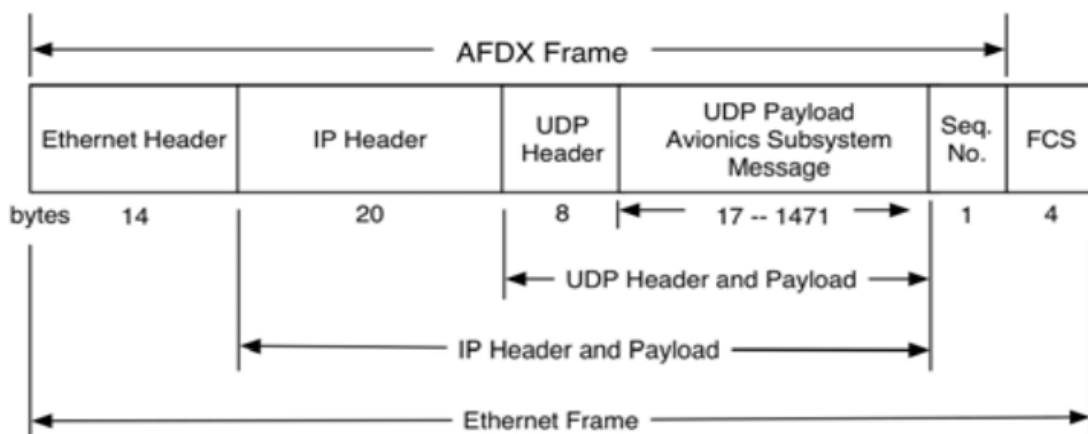 AFDX Frame
Ethernet Header
IP Header
UDP
Header
UDP Payload
Avionics Subsystem
Message
Seq.
No.
FCS
bytes 14 20 8 17 -- 1471 1 4
UDP Header and Payload
IP Header and Payload
Ethernet Frame